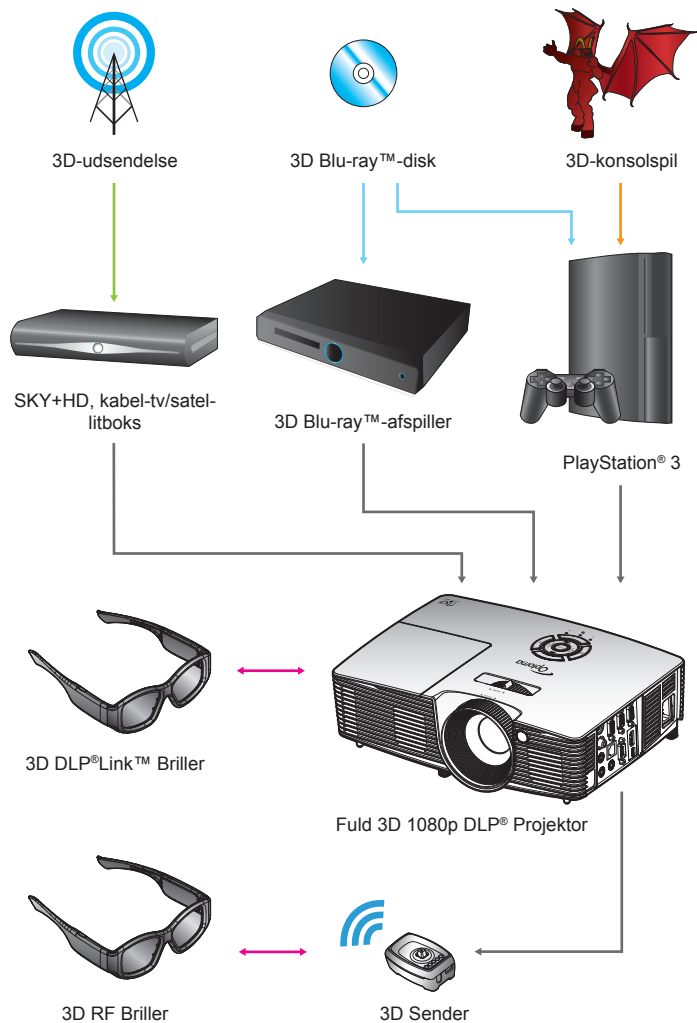 3D-udsendelse
3D Blu-ray™-disk
3D-konsolspil
SKY+HD, kabel-tv/satel-
litboks
3D Blu-ray™-afspiller
PlayStation® 3
Optoma
3D DLP®Link™ Briller
Fuld 3D 1080p DLP® Projektor
3D RF Briller
3D Sender